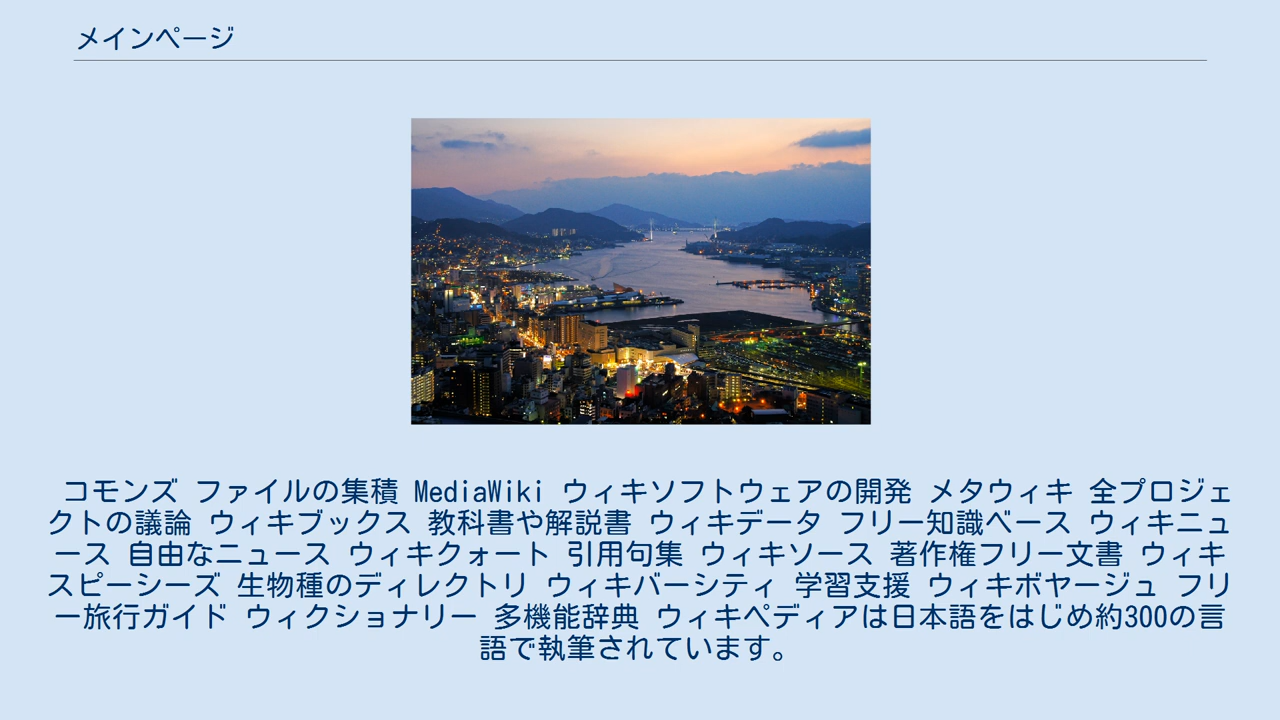 メインページ
コモンズ ファイルの集積 MediaWiki ウィキソフトウェアの開発 メタウィキ 全プロジェ
クトの議論 ウィキブックス 教科書や解説書 ウィキデータ フリー知識ベース ウィキニュ
ース 自由なニュース ウィキクォート 引用句集 ウィキソース 著作権フリー文書 ウィキ
スピーシーズ 生物種のディレクトリ ウィキバーシティ 学習支援 ウィキボヤージュ フリ
ー旅行ガイド ウィクショナリー 多機能辞典 ウィキペディアは日本語をはじめ約300の言
語で執筆されています。